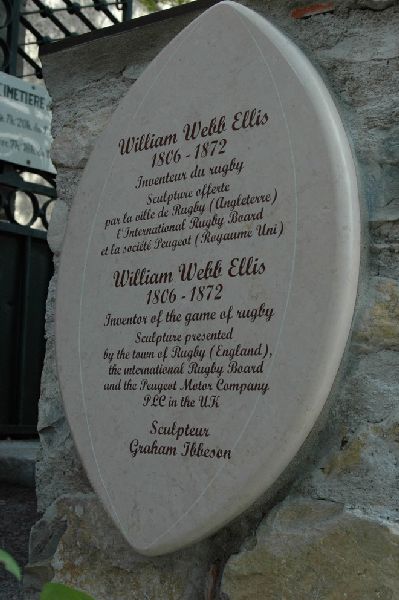 IMETIÈRE
William Webb Ellis
1806 - 1872
Inventeur du rugby
Sculpture offerte
par la ville de Rugby (Angleterre)
l'International Rugby Board
et la société Peugeot (Royaume Uni)
William Webb Ellis
1806 - 1872
Inventor of the game of rugby
Sculpture presented
by the town of Rugby (England),
the international Rugby Board
and the Peugeot Motor Company
PLC in the UK
Sculpteur
Graham Ibbeson